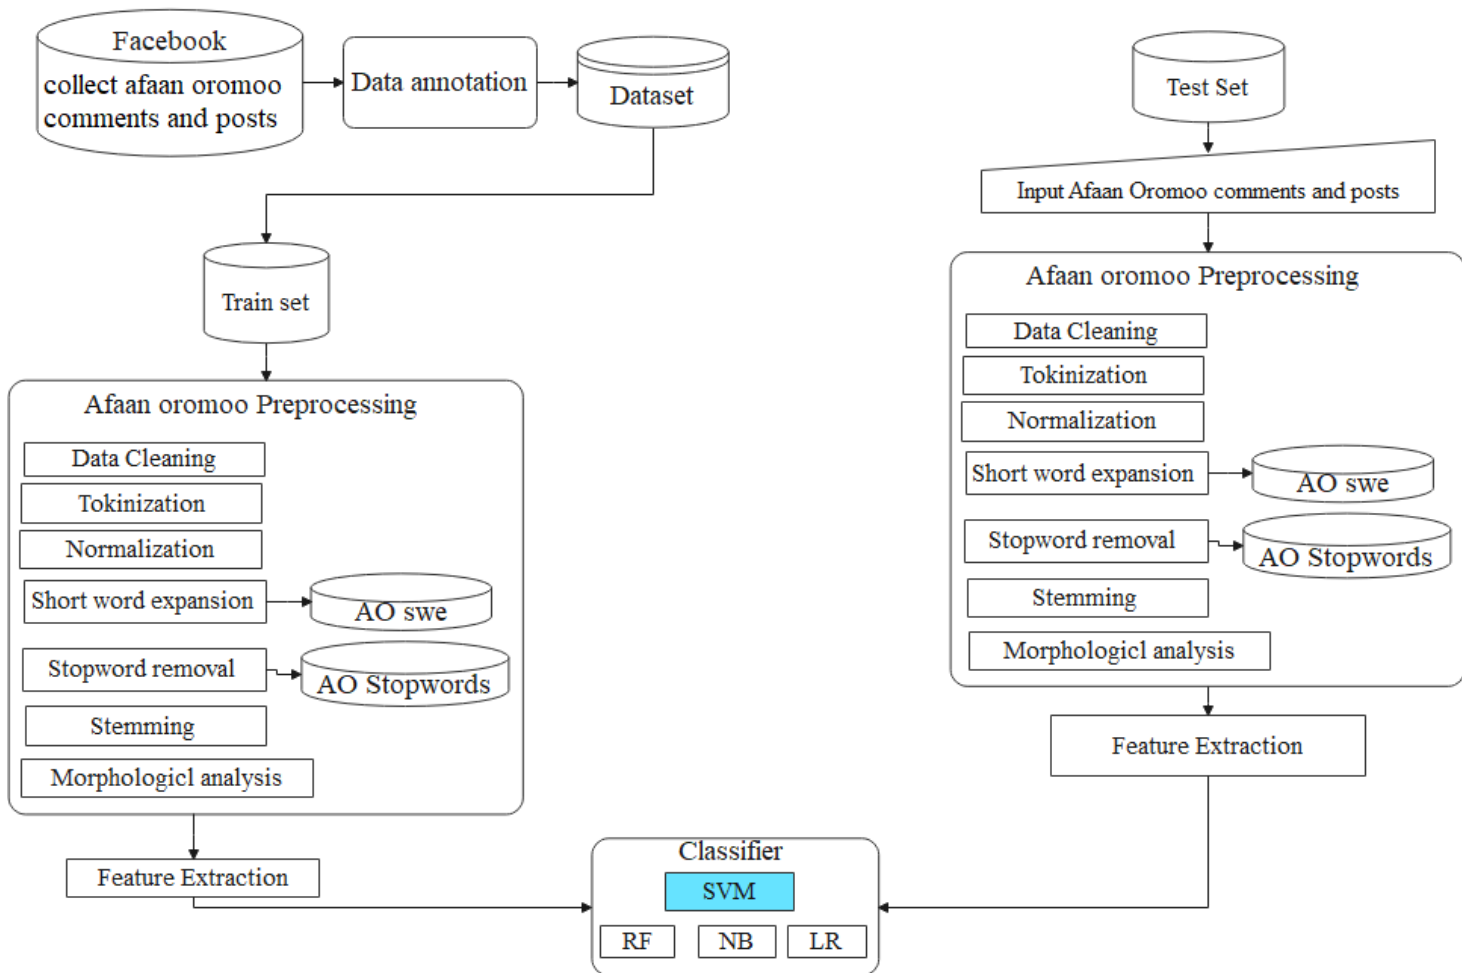 Facebook
collect afaan oromoo
comments and posts
Data annotation
Dataset
Train set
Afaan oromoo Preprocessing
Data Cleaning
Tokinization
Normalization
Short word expansion
AO swe
Stopword removal
AO Stopwords
Stemming
Morphologicl analysis
Feature Extraction
Test Set
Input Afaan Oromoo comments and posts
Afaan oromoo Preprocessing
Data Cleaning
Tokinization
Normalization
Short word expansion
AO swe
Stopword removal
AO Stopwords
Stemming
Morphologicl analysis
Feature Extraction
Classifier
SVM
RF
NB
LR